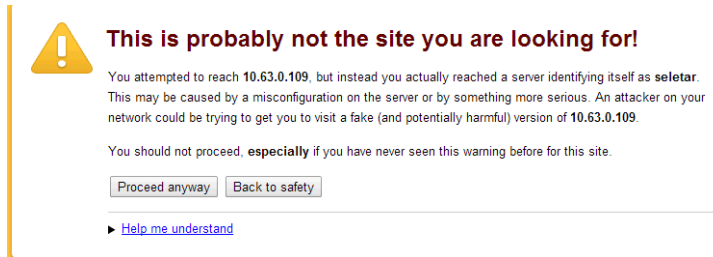 This is probably not the site you are looking for!
You attempted to reach 10.63.0.109, but instead you actually reached a server identifying itself as seletar.
This may be caused by a misconfiguration on the server or by something more serious. An attacker on your
network could be trying to get you to visit a fake (and potentially harmful) version of 10.63.0.109.
You should not proceed, especially if you have never seen this warning before for this site.
Proceed anyway Back to safety
Help me understand